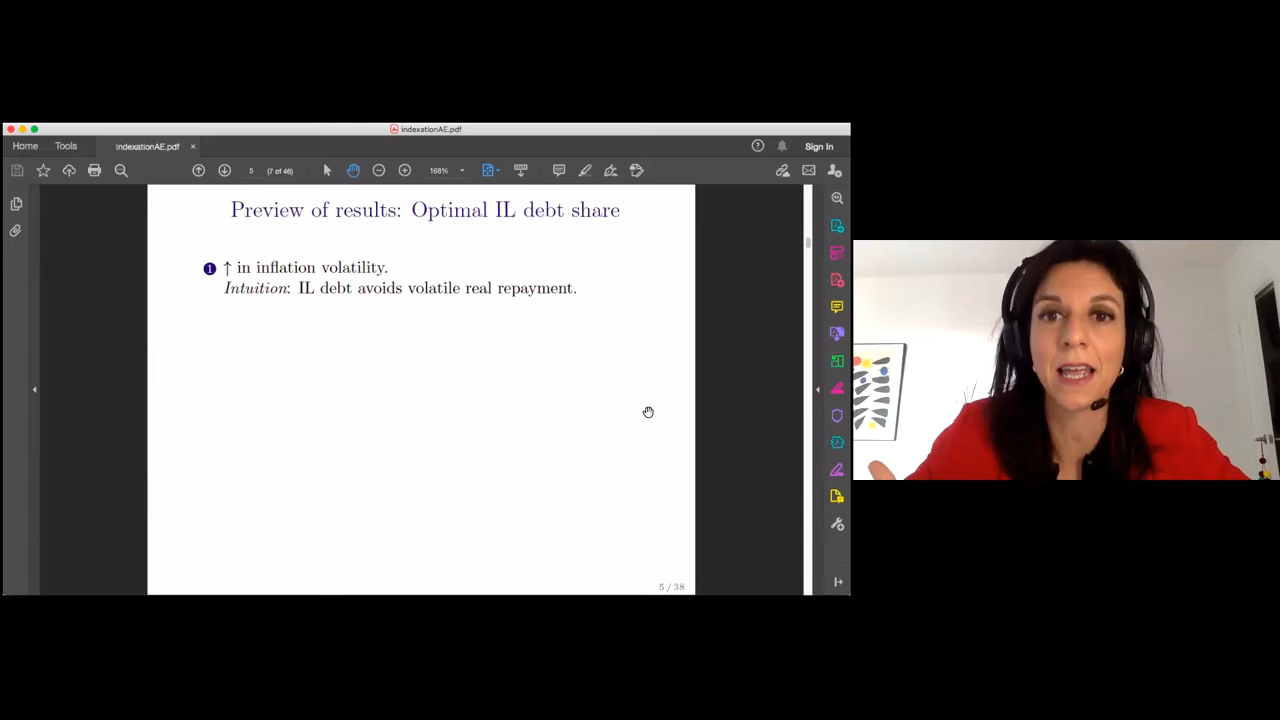 indexationAE.pdf
Home Tools indexationAE.pdf × Sign In
5 (7 of 46) 168%
Preview of results: Optimal IL debt share
1 ↑ in inflation volatility.
Intuition: IL debt avoids volatile real repayment.
5 / 38